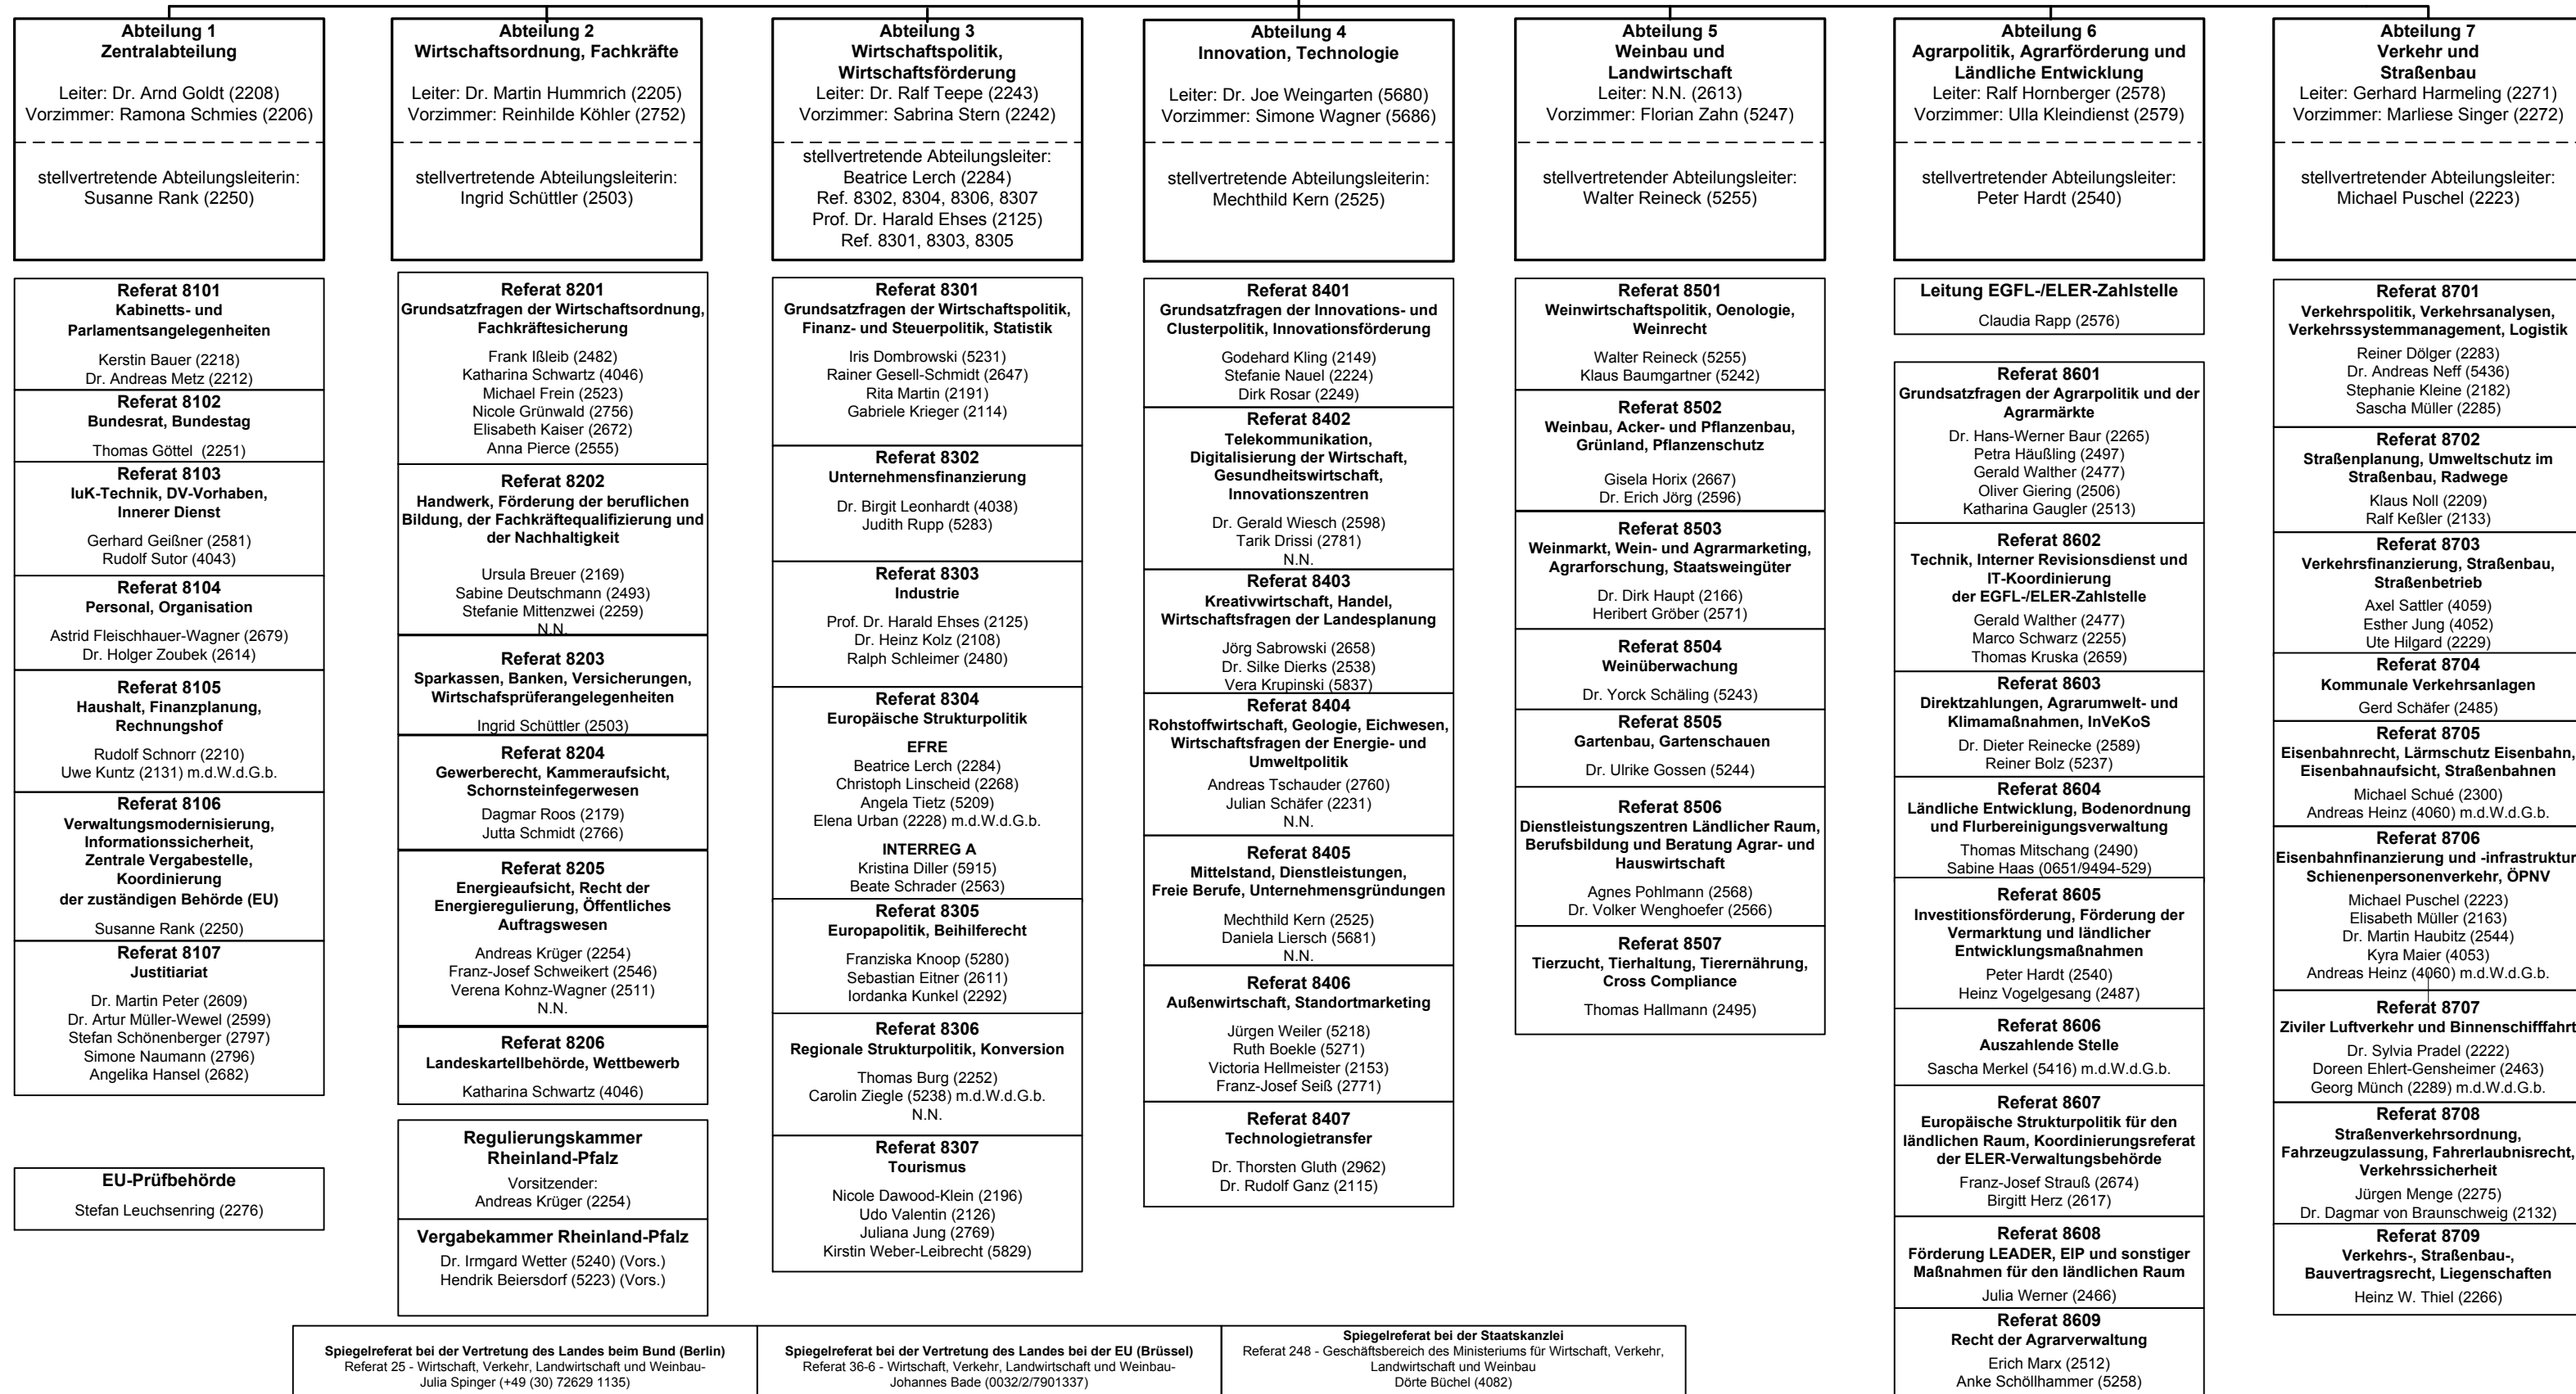 Abteilung 1
Zentralabteilung
Leiter: Dr. Arnd Goldt (2208)
Vorzimmer: Ramona Schmies (2206)
stellvertretende Abteilungsleiterin:
Susanne Rank (2250)
Referat 8101
Kabinetts- und
Parlamentsangelegenheiten
Kerstin Bauer (2218)
Dr. Andreas Metz (2212)
Referat 8102
Bundesrat, Bundestag
Thomas Göttel (2251)
Referat 8103
IuK-Technik, DV-Vorhaben,
Innerer Dienst
Gerhard Geißner (2581)
Rudolf Sutor (4043)
Referat 8104
Personal, Organisation
Astrid Fleischhauer-Wagner (2679)
Dr. Holger Zoubek (2614)
Referat 8105
Haushalt, Finanzplanung,
Rechnungshof
Rudolf Schnorr (2210)
Uwe Kuntz (2131) m.d.W.d.G.b.
Referat 8106
Verwaltungsmodernisierung,
Informationssicherheit,
Zentrale Vergabestelle,
Koordinierung
der zuständigen Behörde (EU)
Susanne Rank (2250)
Referat 8107
Justitiariat
Dr. Martin Peter (2609)
Dr. Artur Müller-Wewel (2599)
Stefan Schönenberger (2797)
Simone Naumann (2796)
Angelika Hansel (2682)
EU-Prüfbehörde
Stefan Leuchsenring (2276)
Abteilung 2
Wirtschaftsordnung, Fachkräfte
Leiter: Dr. Martin Hummrich (2205)
Vorzimmer: Reinhilde Köhler (2752)
stellvertretende Abteilungsleiterin:
Ingrid Schüttler (2503)
Referat 8201
Grundsatzfragen der Wirtschaftsordnung,
Fachkräftesicherung
Frank Ißleib (2482)
Katharina Schwartz (4046)
Michael Frein (2523)
Nicole Grünwald (2756)
Elisabeth Kaiser (2672)
Anna Pierce (2555)
Referat 8202
Handwerk, Förderung der beruflichen
Bildung, der Fachkräftequalifizierung und
der Nachhaltigkeit
Ursula Breuer (2169)
Sabine Deutschmann (2493)
Stefanie Mittenzwei (2259)
N.N.
Referat 8203
Sparkassen, Banken, Versicherungen,
Wirtschafsprüferangelegenheiten
Ingrid Schüttler (2503)
Referat 8204
Gewerberecht, Kammeraufsicht,
Schornsteinfegerwesen
Dagmar Roos (2179)
Jutta Schmidt (2766)
Referat 8205
Energieaufsicht, Recht der
Energieregulierung, Öffentliches
Auftragswesen
Andreas Krüger (2254)
Franz-Josef Schweikert (2546)
Verena Kohnz-Wagner (2511)
N.N.
Referat 8206
Landeskartellbehörde, Wettbewerb
Katharina Schwartz (4046)
Regulierungskammer
Rheinland-Pfalz
Vorsitzender:
Andreas Krüger (2254)
Vergabekammer Rheinland-Pfalz
Dr. Irmgard Wetter (5240) (Vors.)
Hendrik Beiersdorf (5223) (Vors.)
Abteilung 3
Wirtschaftspolitik,
Wirtschaftsförderung
Leiter: Dr. Ralf Teepe (2243)
Vorzimmer: Sabrina Stern (2242)
stellvertretende Abteilungsleiter:
Beatrice Lerch (2284)
Ref. 8302, 8304, 8306, 8307
Prof. Dr. Harald Ehses (2125)
Ref. 8301, 8303, 8305
Referat 8301
Grundsatzfragen der Wirtschaftspolitik,
Finanz- und Steuerpolitik, Statistik
Iris Dombrowski (5231)
Rainer Gesell-Schmidt (2647)
Rita Martin (2191)
Gabriele Krieger (2114)
Referat 8302
Unternehmensfinanzierung
Dr. Birgit Leonhardt (4038)
Judith Rupp (5283)
Referat 8303
Industrie
Prof. Dr. Harald Ehses (2125)
Dr. Heinz Kolz (2108)
Ralph Schleimer (2480)
Referat 8304
Europäische Strukturpolitik
EFRE
Beatrice Lerch (2284)
Christoph Linscheid (2268)
Angela Tietz (5209)
Elena Urban (2228) m.d.W.d.G.b.
INTERREG A
Kristina Diller (5915)
Beate Schrader (2563)
Referat 8305
Europapolitik, Beihilferecht
Franziska Knoop (5280)
Sebastian Eitner (2611)
Iordanka Kunkel (2292)
Referat 8306
Regionale Strukturpolitik, Konversion
Thomas Burg (2252)
Carolin Ziegle (5238) m.d.W.d.G.b.
N.N.
Referat 8307
Tourismus
Nicole Dawood-Klein (2196)
Udo Valentin (2126)
Juliana Jung (2769)
Kirstin Weber-Leibrecht (5829)
Abteilung 4
Innovation, Technologie
Leiter: Dr. Joe Weingarten (5680)
Vorzimmer: Simone Wagner (5686)
stellvertretende Abteilungsleiterin:
Mechthild Kern (2525)
Referat 8401
Grundsatzfragen der Innovations- und
Clusterpolitik, Innovationsförderung
Godehard Kling (2149)
Stefanie Nauel (2224)
Dirk Rosar (2249)
Referat 8402
Telekommunikation,
Digitalisierung der Wirtschaft,
Gesundheitswirtschaft,
Innovationszentren
Dr. Gerald Wiesch (2598)
Tarik Drissi (2781)
N.N.
Referat 8403
Kreativwirtschaft, Handel,
Wirtschaftsfragen der Landesplanung
Jörg Sabrowski (2658)
Dr. Silke Dierks (2538)
Vera Krupinski (5837)
Referat 8404
Rohstoffwirtschaft, Geologie, Eichwesen,
Wirtschaftsfragen der Energie- und
Umweltpolitik
Andreas Tschauder (2760)
Julian Schäfer (2231)
N.N.
Referat 8405
Mittelstand, Dienstleistungen,
Freie Berufe, Unternehmensgründungen
Mechthild Kern (2525)
Daniela Liersch (5681)
N.N.
Referat 8406
Außenwirtschaft, Standortmarketing
Jürgen Weiler (5218)
Ruth Boekle (5271)
Victoria Hellmeister (2153)
Franz-Josef Seiß (2771)
Referat 8407
Technologietransfer
Dr. Thorsten Gluth (2962)
Dr. Rudolf Ganz (2115)
Abteilung 5
Weinbau und
Landwirtschaft
Leiter: N.N. (2613)
Vorzimmer: Florian Zahn (5247)
stellvertretender Abteilungsleiter:
Walter Reineck (5255)
Referat 8501
Weinwirtschaftspolitik, Oenologie,
Weinrecht
Walter Reineck (5255)
Klaus Baumgartner (5242)
Referat 8502
Weinbau, Acker- und Pflanzenbau,
Grünland, Pflanzenschutz
Gisela Horix (2667)
Dr. Erich Jörg (2596)
Referat 8503
Weinmarkt, Wein- und Agrarmarketing,
Agrarforschung, Staatsweingüter
Dr. Dirk Haupt (2166)
Heribert Gröber (2571)
Referat 8504
Weinüberwachung
Dr. Yorck Schäling (5243)
Referat 8505
Gartenbau, Gartenschauen
Dr. Ulrike Gossen (5244)
Referat 8506
Dienstleistungszentren Ländlicher Raum,
Berufsbildung und Beratung Agrar- und
Hauswirtschaft
Agnes Pohlmann (2568)
Dr. Volker Wenghoefer (2566)
Referat 8507
Tierzucht, Tierhaltung, Tierernährung,
Cross Compliance
Thomas Hallmann (2495)
Abteilung 6
Agrarpolitik, Agrarförderung und
Ländliche Entwicklung
Leiter: Ralf Hornberger (2578)
Vorzimmer: Ulla Kleindienst (2579)
stellvertretender Abteilungsleiter:
Peter Hardt (2540)
Leitung EGFL-/ELER-Zahlstelle
Claudia Rapp (2576)
Referat 8601
Grundsatzfragen der Agrarpolitik und der
Agrarmärkte
Dr. Hans-Werner Baur (2265)
Petra Häußling (2497)
Gerald Walther (2477)
Oliver Giering (2506)
Katharina Gaugler (2513)
Referat 8602
Technik, Interner Revisionsdienst und
IT-Koordinierung
der EGFL-/ELER-Zahlstelle
Gerald Walther (2477)
Marco Schwarz (2255)
Thomas Kruska (2659)
Referat 8603
Direktzahlungen, Agrarumwelt- und
Klimamaßnahmen, InVeKoS
Dr. Dieter Reinecke (2589)
Reiner Bolz (5237)
Referat 8604
Ländliche Entwicklung, Bodenordnung
und Flurbereinigungsverwaltung
Thomas Mitschang (2490)
Sabine Haas (0651/9494-529)
Referat 8605
Investitionsförderung, Förderung der
Vermarktung und ländlicher
Entwicklungsmaßnahmen
Peter Hardt (2540)
Heinz Vogelgesang (2487)
Referat 8606
Auszahlende Stelle
Sascha Merkel (5416) m.d.W.d.G.b.
Referat 8607
Europäische Strukturpolitik für den
ländlichen Raum, Koordinierungsreferat
der ELER-Verwaltungsbehörde
Franz-Josef Strauß (2674)
Birgitt Herz (2617)
Referat 8608
Förderung LEADER, EIP und sonstiger
Maßnahmen für den ländlichen Raum
Julia Werner (2466)
Referat 8609
Recht der Agrarverwaltung
Erich Marx (2512)
Anke Schöllhammer (5258)
Abteilung 7
Verkehr und
Straßenbau
Leiter: Gerhard Harmeling (2271)
Vorzimmer: Marliese Singer (2272)
stellvertretender Abteilungsleiter:
Michael Puschel (2223)
Referat 8701
Verkehrspolitik, Verkehrsanalysen,
Verkehrssystemmanagement, Logistik
Reiner Dölger (2283)
Dr. Andreas Neff (5436)
Stephanie Kleine (2182)
Sascha Müller (2285)
Referat 8702
Straßenplanung, Umweltschutz im
Straßenbau, Radwege
Klaus Noll (2209)
Ralf Keßler (2133)
Referat 8703
Verkehrsfinanzierung, Straßenbau,
Straßenbetrieb
Axel Sattler (4059)
Esther Jung (4052)
Ute Hilgard (2229)
Referat 8704
Kommunale Verkehrsanlagen
Gerd Schäfer (2485)
Referat 8705
Eisenbahnrecht, Lärmschutz Eisenbahn,
Eisenbahnaufsicht, Straßenbahnen
Michael Schué (2300)
Andreas Heinz (4060) m.d.W.d.G.b.
Referat 8706
Eisenbahnfinanzierung und -infrastruktur
Schienenpersonenverkehr, ÖPNV
Michael Puschel (2223)
Elisabeth Müller (2163)
Dr. Martin Haubitz (2544)
Kyra Maier (4053)
Andreas Heinz (4060) m.d.W.d.G.b.
Referat 8707
Ziviler Luftverkehr und Binnenschifffahrt
Dr. Sylvia Pradel (2222)
Doreen Ehlert-Gensheimer (2463)
Georg Münch (2289) m.d.W.d.G.b.
Referat 8708
Straßenverkehrsordnung,
Fahrzeugzulassung, Fahrerlaubnisrecht,
Verkehrssicherheit
Jürgen Menge (2275)
Dr. Dagmar von Braunschweig (2132)
Referat 8709
Verkehrs-, Straßenbau-,
Bauvertragsrecht, Liegenschaften
Heinz W. Thiel (2266)
Spiegelreferat bei der Vertretung des Landes beim Bund (Berlin)
Referat 25 - Wirtschaft, Verkehr, Landwirtschaft und Weinbau-
Julia Spinger (+49 (30) 72629 1135)
Spiegelreferat bei der Vertretung des Landes bei der EU (Brüssel)
Referat 36-6 - Wirtschaft, Verkehr, Landwirtschaft und Weinbau-
Johannes Bade (0032/2/7901337)
Spiegelreferat bei der Staatskanzlei
Referat 248 - Geschäftsbereich des Ministeriums für Wirtschaft, Verkehr,
Landwirtschaft und Weinbau
Dörte Büchel (4082)